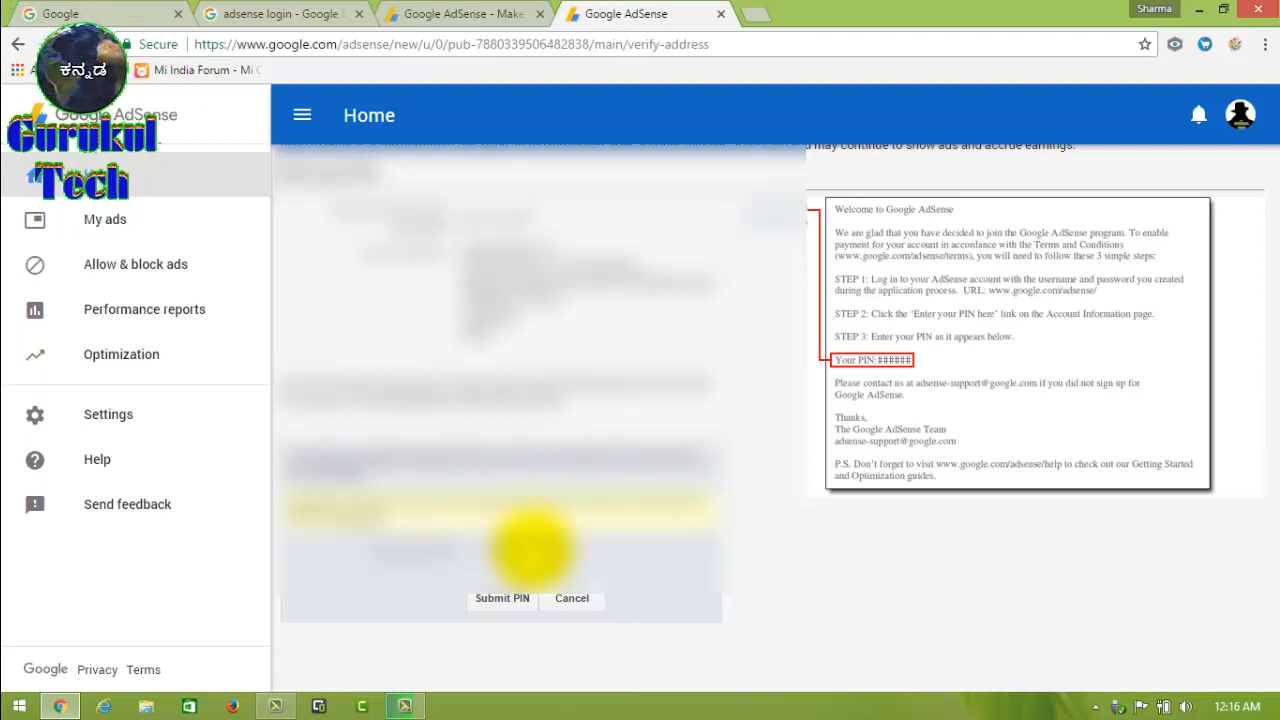 Google
adsense login - Google
Google AdSense - Make
Google AdSense
Sharma
Secure
https://www.google.com/adsense/new/u/0/pub-7880339506482838/main/verify-address
Mi India Forum - Mi C
ಕನ್ನಡ
Google AdSense
Gurukul
Tech
Home
may continue to show ads and accrue earnings.
My ads
Allow & block ads
Performance reports
Optimization
Settings
Help
Send feedback
Welcome to Google AdSense
We are glad that you have decided to join the Google AdSense program. To enable
payment for your account in accordance with the Terms and Conditions
(www.google.com/adsense/terms), you will need to follow these 3 simple steps:
STEP 1: Log in to your AdSense account with the username and password you created
during the application process. URL: www.google.com/adsense/
STEP 2: Click the ‘Enter your PIN here’ link on the Account Information page.
STEP 3: Enter your PIN as it appears below.
Your PIN:######
Please contact us at adsense-support@google.com if you did not sign up for
Google AdSense.
Thanks,
The Google AdSense Team
adsense-support@google.com
P.S. Don’t forget to visit www.google.com/adsense/help to check out our Getting Started
and Optimization guides.
Submit PIN
Cancel
Google
Privacy
Terms
12:16 AM